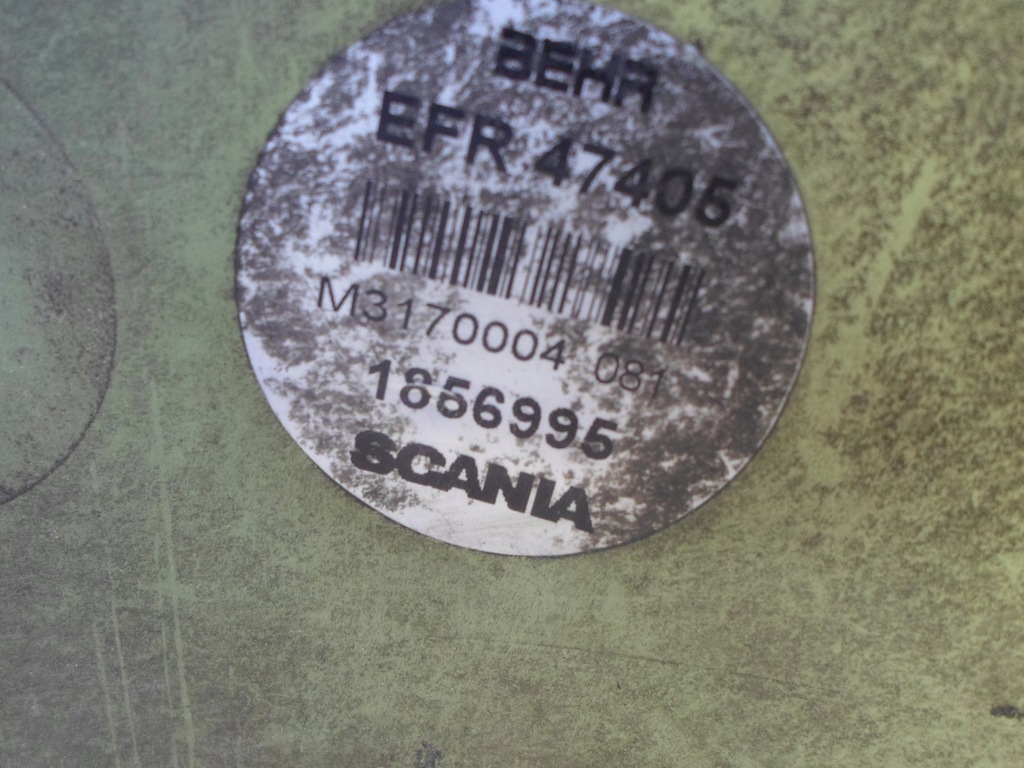 BEHR
EFR 47405
M3170004 081
1856995
SCANIA